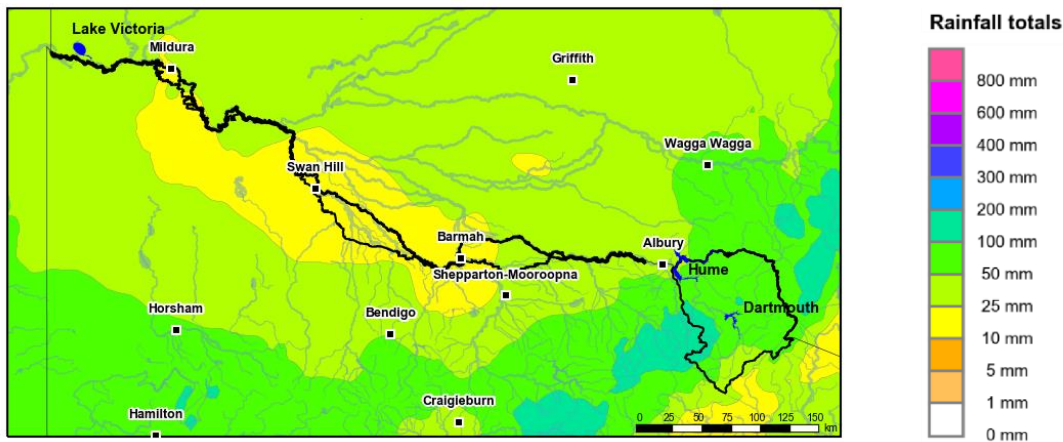 Lake Victoria
Mildura
Griffith
Wagga Wagga
Swan Hill
Barmah
Albury
Hume
Shepparton-Mooroopna
Dartmouth
Horsham
Bendigo
Hamilton
Craigieburn
0 25 50 75 100 125 150
km
Rainfall totals
800 mm
600 mm
400 mm
300 mm
200 mm
100 mm
50 mm
25 mm
10 mm
5 mm
1 mm
0 mm